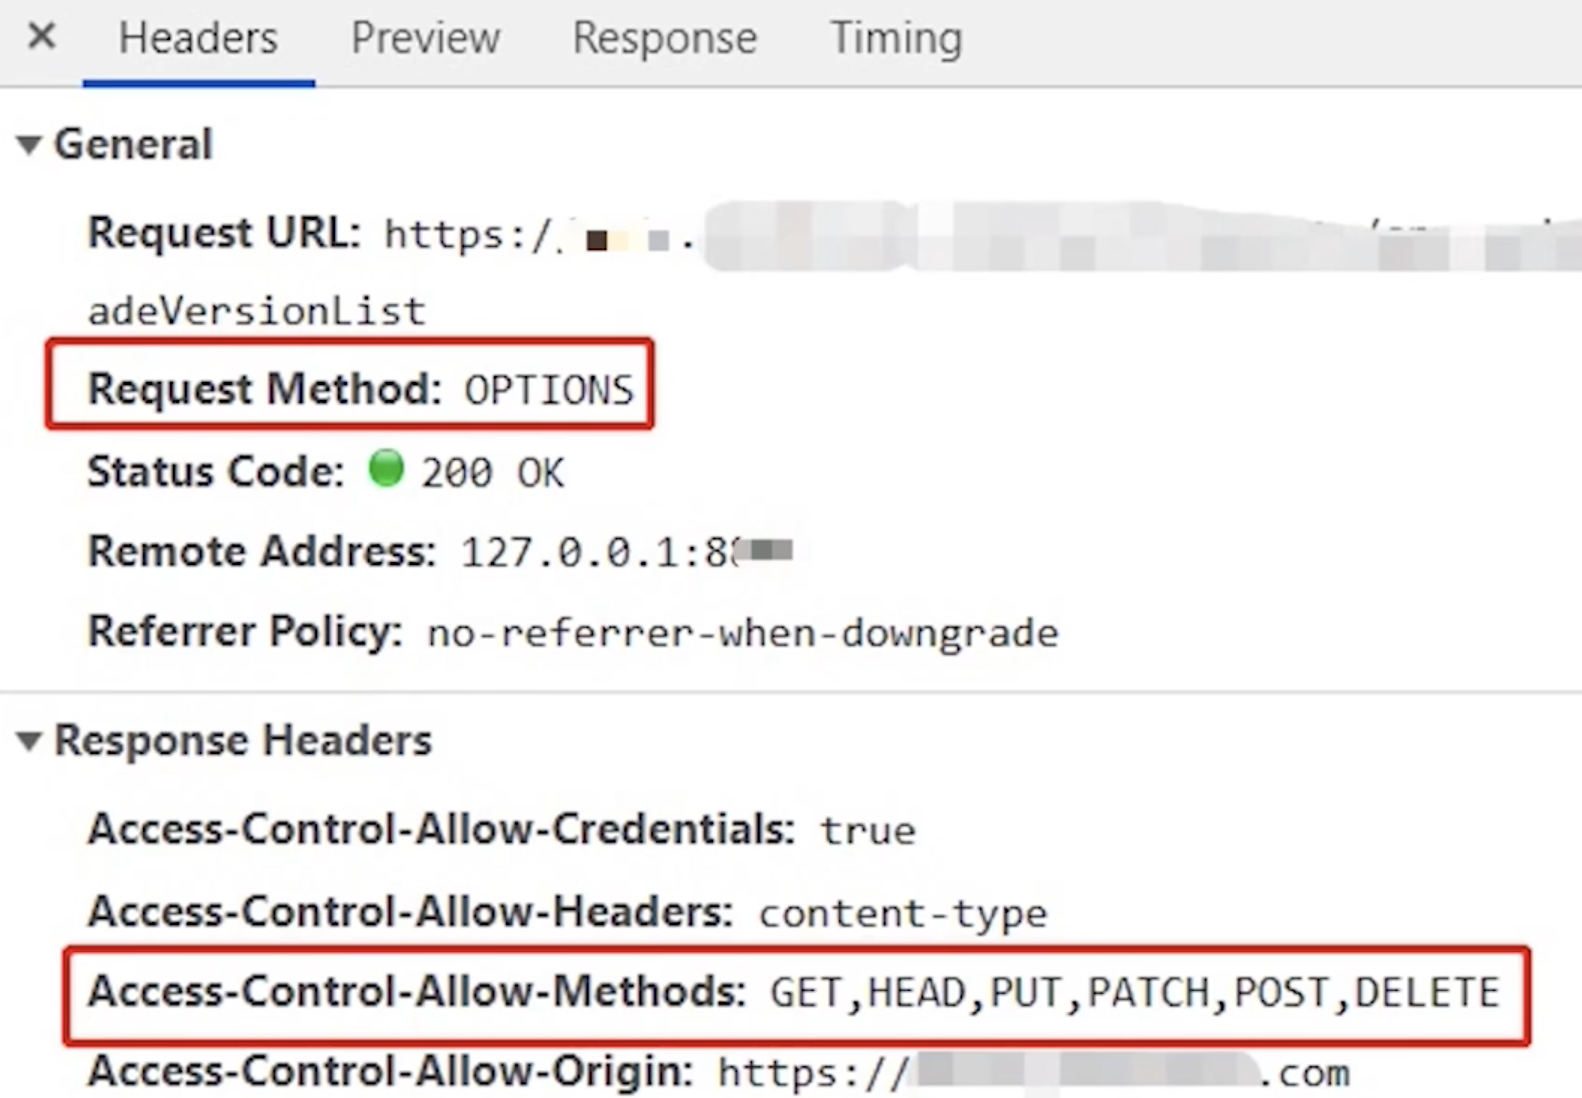 × Headers Preview Response Timing
General
Request URL: https:/
adeVersionList
Request Method: OPTIONS
Status Code: 200 OK
Remote Address: 127.0.0.1:8
Referrer Policy: no-referrer-when-downgrade
Response Headers
Access-Control-Allow-Credentials: true
Access-Control-Allow-Headers: content-type
Access-Control-Allow-Methods: GET,HEAD,PUT,PATCH,POST,DELETE
Access-Control-Allow-Origin: https:// .com